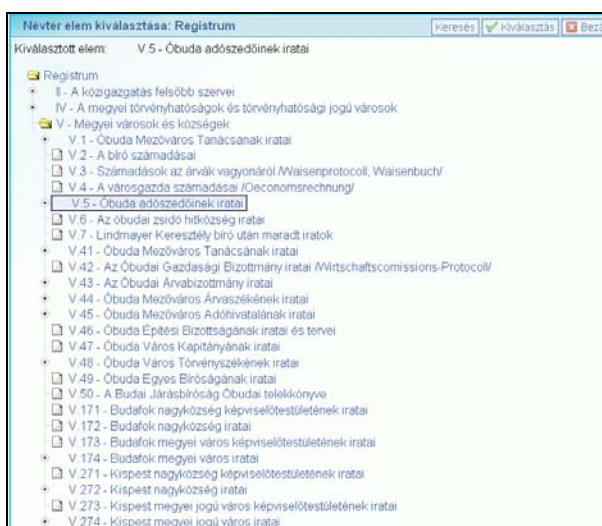 Névtér elem kiválasztása: Registrum
Keresés Kiválasztás Bezá
Kiválasztott elem: V.5 - Óbuda adószedőinek iratai
Registrum
II - A közigazgatás felsőbb szervei
IV - A megyei törvényhatóságok és törvényhatósági jogú városok
V - Megyei városok és községek
V.1 - Óbuda Mezőváros Tanácsának iratai
V.2 - A bíró számadásai
V.3 - Számadások az árvák vagyonáról /Waisenprotocoll, Waisenbuch/
V.4 - A városgazda számadásai /Oeconomsrechnung/
V.5 - Óbuda adószedőinek iratai
V.6 - Az óbudai zsidó hitközség iratai
V.7 - Lindmayer Keresztély bíró után maradt iratok
V.41 - Óbuda Mezőváros Tanácsának iratai
V.42 - Az Óbudai Gazdasági Bizottmány iratai /Wirtschaftscomissions-Protocoll/
V.43 - Az Óbudai Árvabizottmány iratai
V.44 - Óbuda Mezőváros Árvaszékének iratai
V.45 - Óbuda Mezőváros Adóhivatalának iratai
V.46 - Óbuda Építési Bizottságának iratai és tervei
V.47 - Óbuda Város Kapitányának iratai
V.48 - Óbuda Város Törvényszékének iratai
V.49 - Óbuda Egyes Bíróságának iratai
V.50 - A Budai Járásbíróság Óbudai telekkönyve
V.171 - Budafok nagyközség képviselőtestületének iratai
V.172 - Budafok nagyközség iratai
V.173 - Budafok megyei város képviselőtestületének iratai
V.174 - Budafok megyei város iratai
V.271 - Kispest nagyközség képviselőtestületének iratai
V.272 - Kispest nagyközség iratai
V.273 - Kispest megyei jogú város képviselőtestületének iratai
V.274 - Kispest megyei jogú város iratai